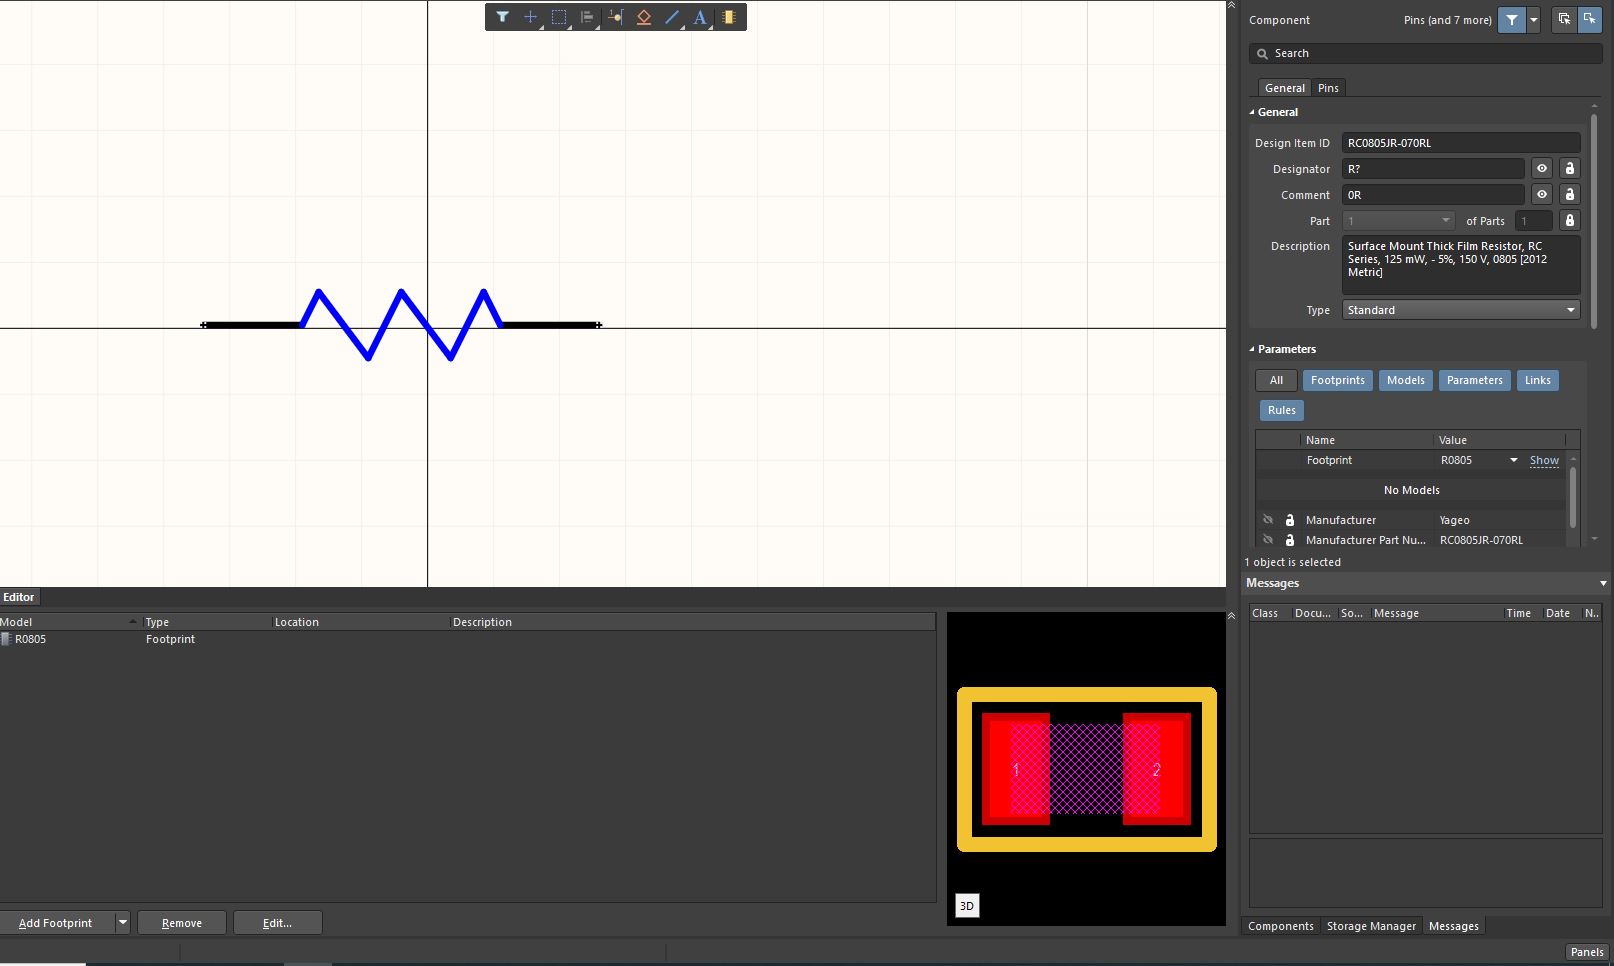 A
Component
Pins (and 7 more)
Search
General
Pins
General
Design Item ID
RC0805JR-070RL
Designator
R?
Comment
0R
Part
1
of Parts
1
Description
Surface Mount Thick Film Resistor, RC
Series, 125 mW, - 5%, 150 V, 0805 [2012
Metric]
Type
Standard
Parameters
All
Footprints
Models
Parameters
Links
Rules
Name
Value
Footprint
R0805
Show
No Models
Manufacturer
Yageo
Manufacturer Part Nu...
RC0805JR-070RL
1 object is selected
Messages
Class
Docu...
So...
Message
Time
Date
N..
Editor
Model
Type
Location
Description
R0805
Footprint
1
2
3D
Add Footprint
Remove
Edit...
Components
Storage Manager
Messages
Panels